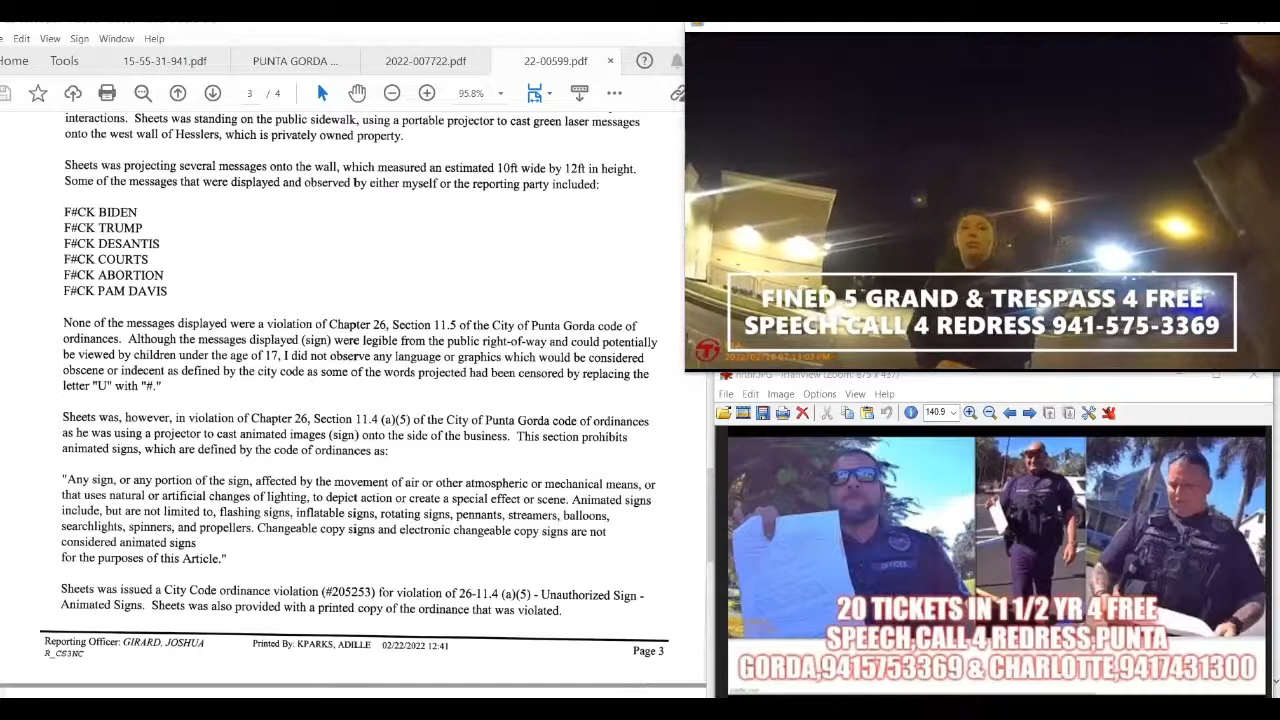 Edit View Sign Window Help
Home Tools 15-55-31-941.pdf PUNTA GORDA ... 2022-007722.pdf 22-00599.pdf ×
3 / 4 95.8%
interactions. Sheets was standing on the public sidewalk, using a portable projector to cast green laser messages
onto the west wall of Hesslers, which is privately owned property.
Sheets was projecting several messages onto the wall, which measured an estimated 10ft wide by 12ft in height.
Some of the messages that were displayed and observed by either myself or the reporting party included:
F#CK BIDEN
F#CK TRUMP
F#CK DESANTIS
F#CK COURTS
F#CK ABORTION
F#CK PAM DAVIS
None of the messages displayed were a violation of Chapter 26, Section 11.5 of the City of Punta Gorda code of
ordinances. Although the messages displayed (sign) were legible from the public right-of-way and could potentially
be viewed by children under the age of 17, I did not observe any language or graphics which would be considered
obscene or indecent as defined by the city code as some of the words projected had been censored by replacing the
letter "U" with "#."
Sheets was, however, in violation of Chapter 26, Section 11.4 (a)(5) of the City of Punta Gorda code of ordinances
as he was using a projector to cast animated images (sign) onto the side of the business. This section prohibits
animated signs, which are defined by the code of ordinances as:
"Any sign, or any portion of the sign, affected by the movement of air or other atmospheric or mechanical means, or
that uses natural or artificial changes of lighting, to depict action or create a special effect or scene. Animated signs
include, but are not limited to, flashing signs, inflatable signs, rotating signs, pennants, streamers, balloons,
searchlights, spinners, and propellers. Changeable copy signs and electronic changeable copy signs are not
considered animated signs
for the purposes of this Article."
Sheets was issued a City Code ordinance violation (#205253) for violation of 26-11.4 (a)(5) - Unauthorized Sign -
Animated Signs. Sheets was also provided with a printed copy of the ordinance that was violated.
Reporting Officer: GIRARD, JOSHUA Printed By: KPARKS, ADILLE 02/22/2022 12:41 Page 3
R_CS3NC
FINED 5 GRAND & TRESPASS 4 FREE
SPEECH,CALL 4 REDRESS 941-575-3369
File Edit Image Options View Help
140.9
OFFICER
20 TICKETS IN 1 1/2 YR 4 FREE
SPEECH,CALL 4 REDRESS,PUNTA
GORDA,9415753369 & CHARLOTTE,9417431300